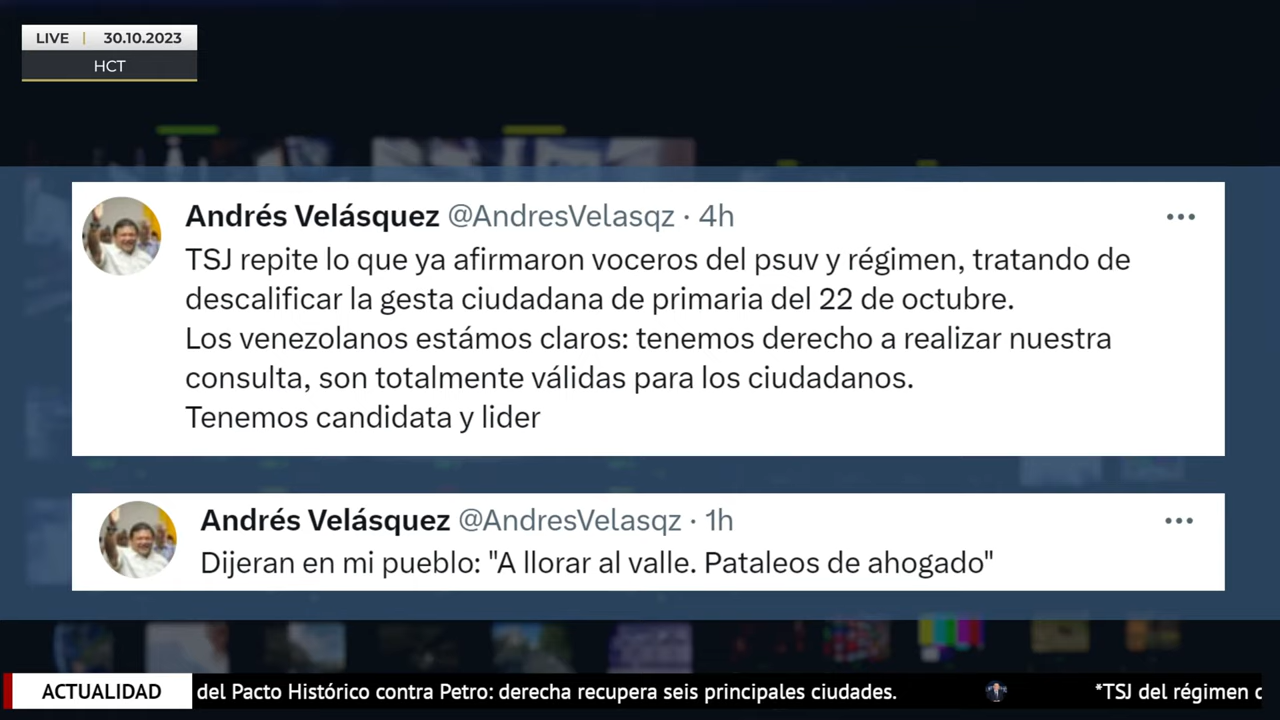 LIVE | 30.10.2023
HCT
Andrés Velásquez @AndresVelasqz · 4h
TSJ repite lo que ya afirmaron voceros del psuv y régimen, tratando de
descalificar la gesta ciudadana de primaria del 22 de octubre.
Los venezolanos estámos claros: tenemos derecho a realizar nuestra
consulta, son totalmente válidas para los ciudadanos.
Tenemos candidata y lider
Andrés Velásquez @AndresVelasqz · 1h
Dijeran en mi pueblo: "A llorar al valle. Pataleos de ahogado"
ACTUALIDAD del Pacto Histórico contra Petro: derecha recupera seis principales ciudades. *TSJ del régimen